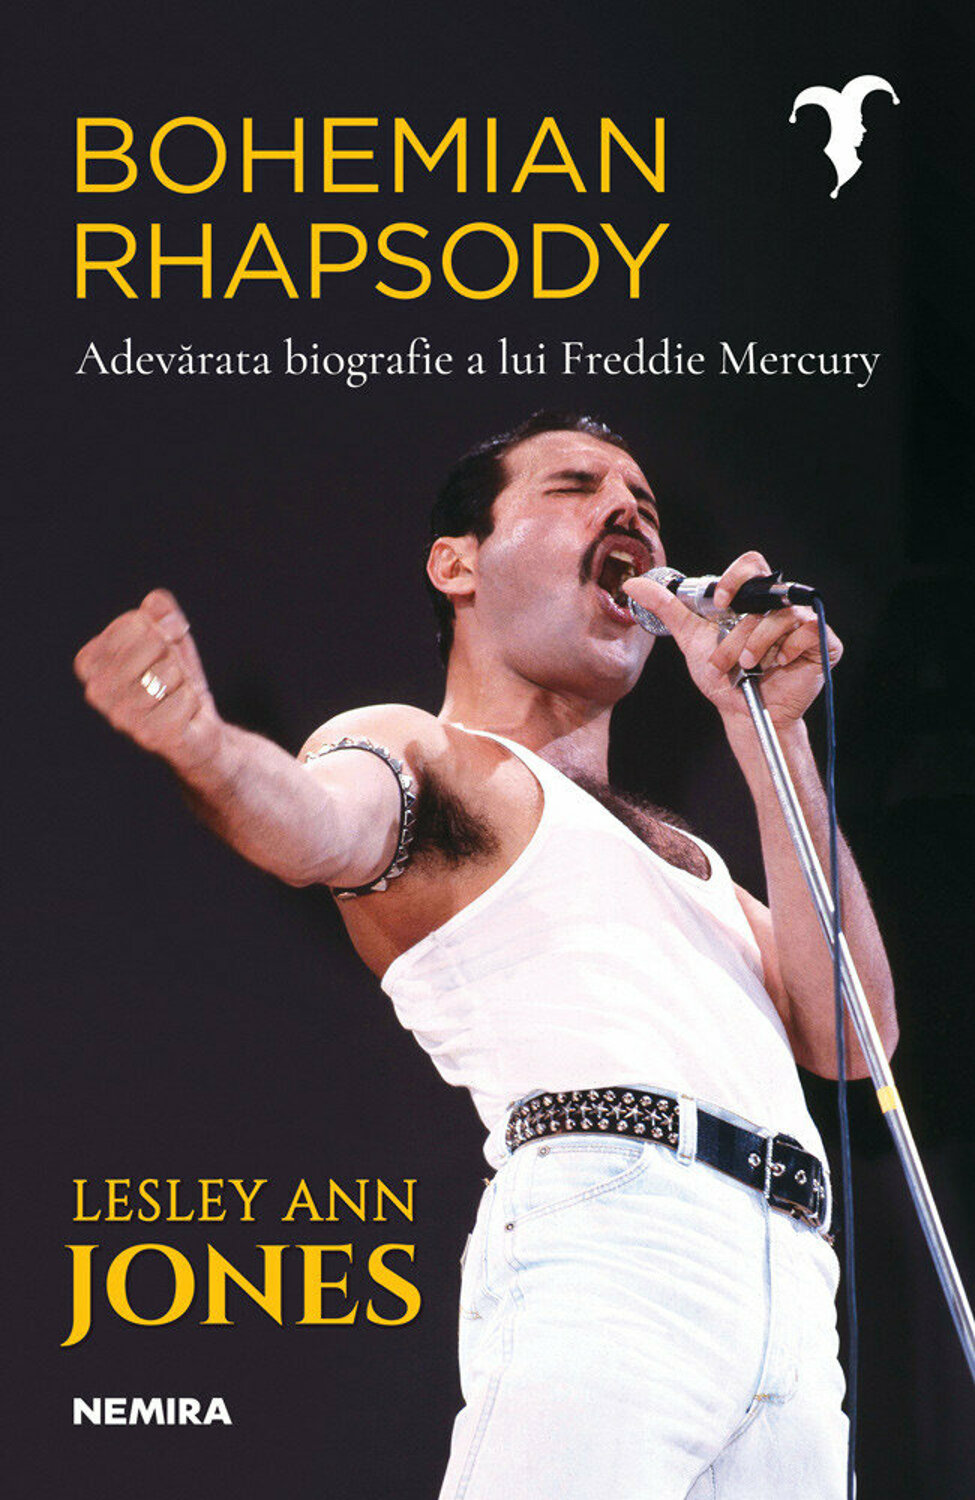 BOHEMIAN
RHAPSODY
Adevărata biografie a lui Freddie Mercury
LESLEY ANN
JONES
NEMIRA